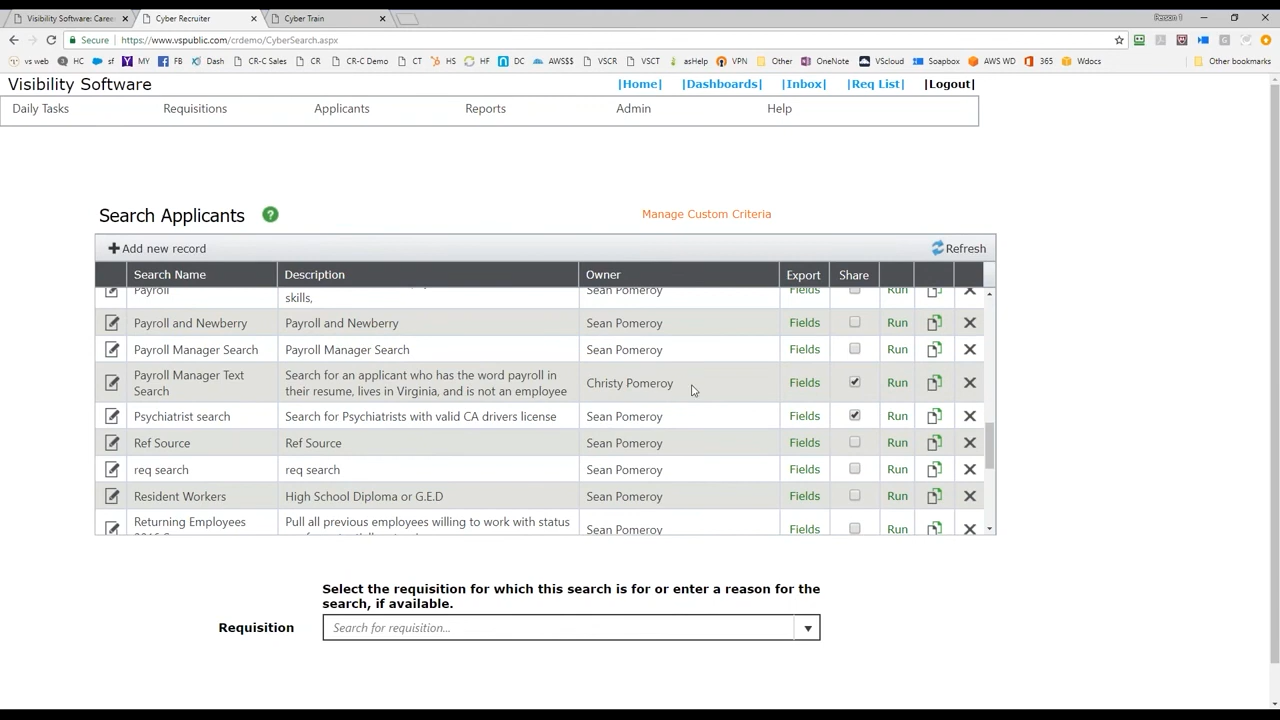 Visibility Software: Caree
Cyber Recruiter
Cyber Train
Person 1
Secure
https://www.vspublic.com/crdemo/CyberSearch.aspx
vs web HC sf MY FB Dash CR-C Sales CR CR-C Demo CT HS HF DC AWS$$ VSCR VSCT asHelp VPN Other OneNote VScloud Soapbox AWS WD 365 Wdocs Other bookmarks
Visibility Software
|Home| |Dashboards| |Inbox| |Req List| |Logout|
Daily Tasks Requisitions Applicants Reports Admin Help
Search Applicants ?
Manage Custom Criteria
Add new record Refresh
Search Name Description Owner Export Share
Payroll skills, Sean Pomeroy Fields Run
Payroll and Newberry Payroll and Newberry Sean Pomeroy Fields Run
Payroll Manager Search Payroll Manager Search Sean Pomeroy Fields Run
Payroll Manager Text Search for an applicant who has the word payroll in
Search their resume, lives in Virginia, and is not an employee Christy Pomeroy Fields Run
Psychiatrist search Search for Psychiatrists with valid CA drivers license Sean Pomeroy Fields Run
Ref Source Ref Source Sean Pomeroy Fields Run
req search req search Sean Pomeroy Fields Run
Resident Workers High School Diploma or G.E.D Sean Pomeroy Fields Run
Returning Employees Pull all previous employees willing to work with status Sean Pomeroy Fields Run
Select the requisition for which this search is for or enter a reason for the
search, if available.
Requisition Search for requisition...